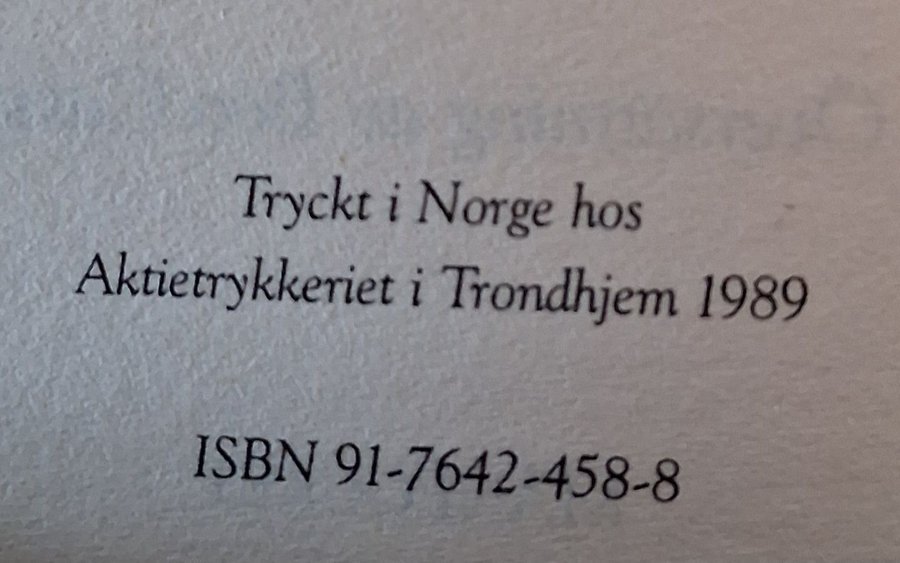 Tryckt i Norge hos
Aktietrykkeriet i Trondhjem 1989
ISBN 91-7642-458-8